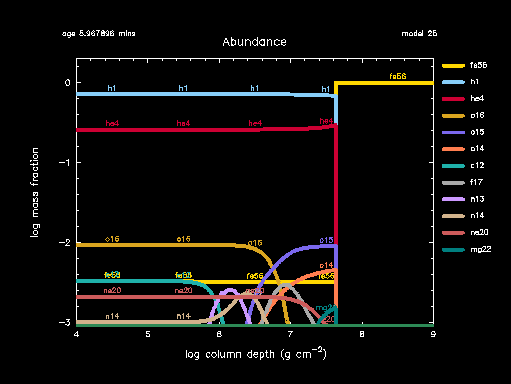 age 5.967896 mins model 25
Abundance
fe56
h1 h1 h1 h1
he4 he4 he4 he4
o16 o16 o16 o15
o14
fe56 fe56 fe56 fe56
ne20 ne20
n14 n14
0
-1
-2
-3
4 5 6 7 8 9
log mass fraction
log column depth (g cm-2)
fe56
h1
he4
o16
o15
o14
c12
f17
n13
n14
ne20
mg22